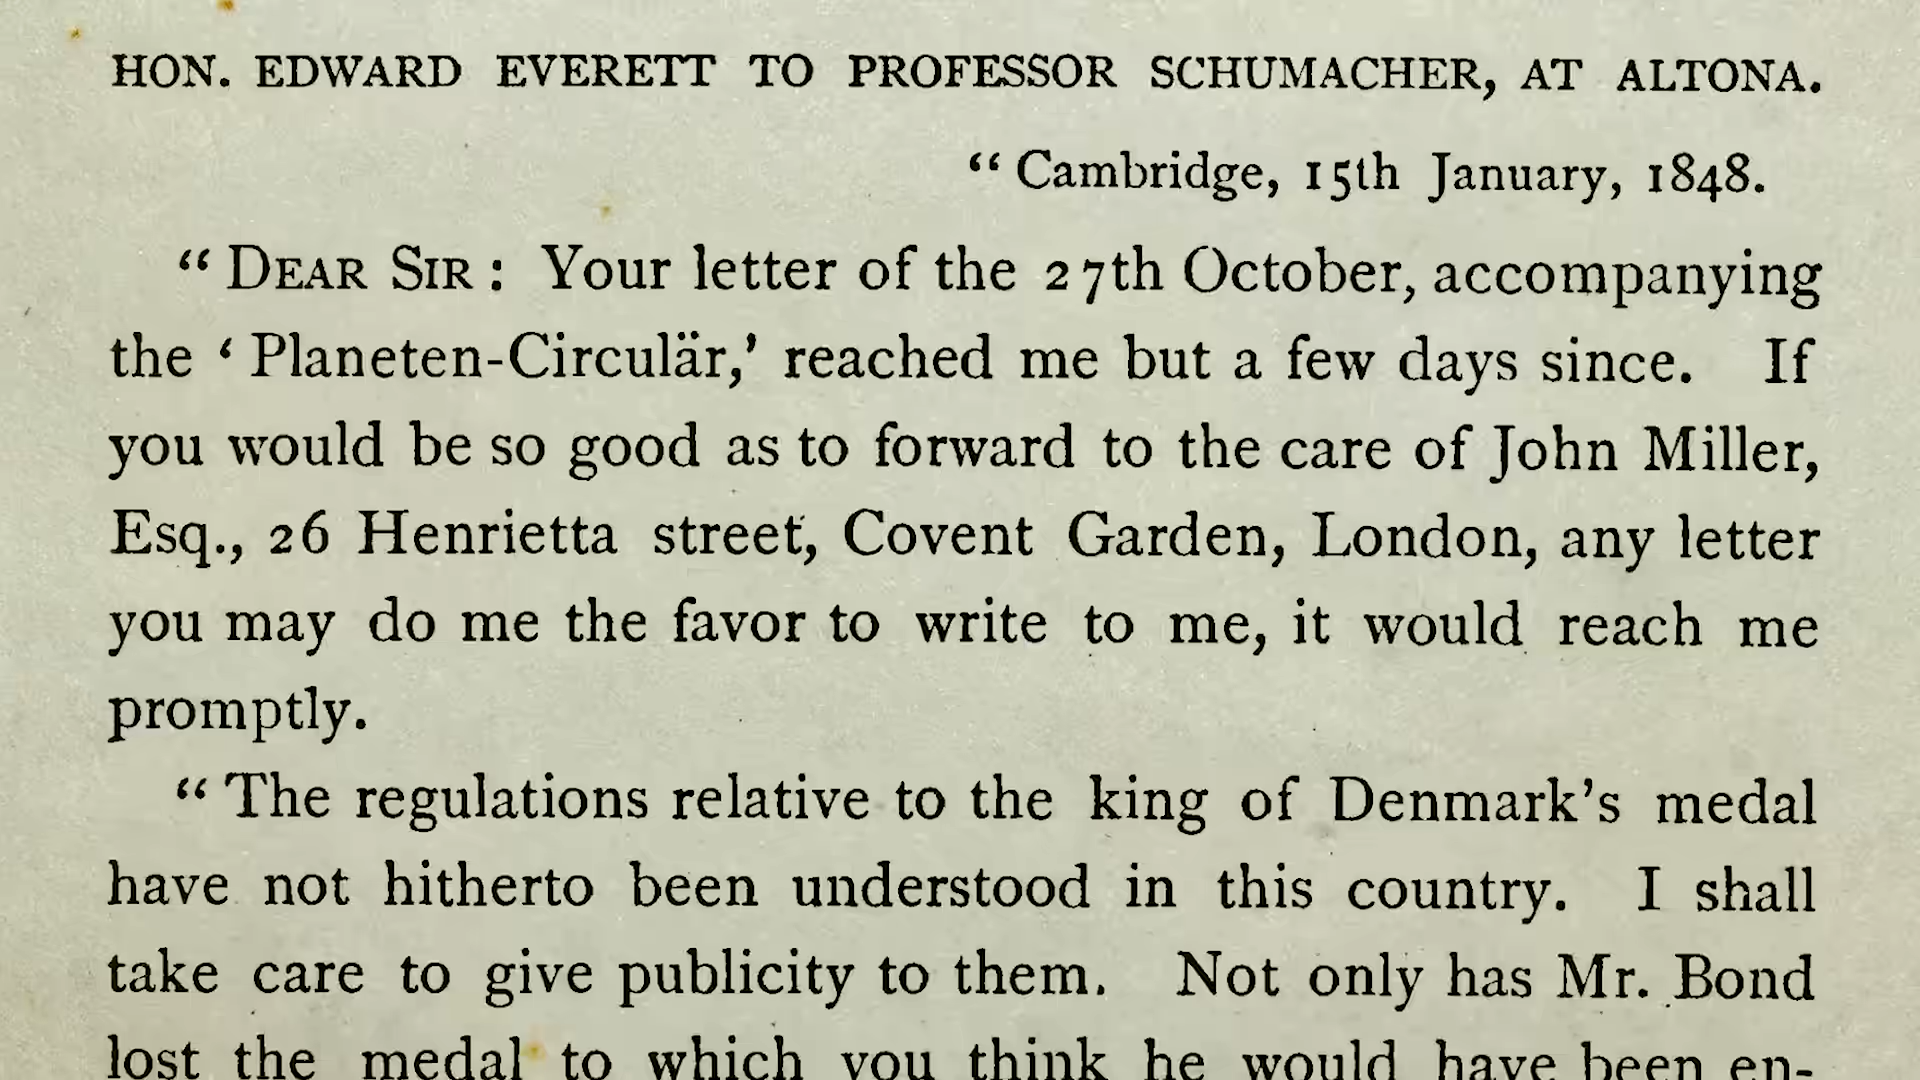 HON. EDWARD EVERETT TO PROFESSOR SCHUMACHER, AT ALTONA.
“ Cambridge, 15th January, 1848.
“ DEAR SIR : Your letter of the 27th October, accompanying
the ‘ Planeten-Circulär,’ reached me but a few days since. If
you would be so good as to forward to the care of John Miller,
Esq., 26 Henrietta street, Covent Garden, London, any letter
you may do me the favor to write to me, it would reach me
promptly.
“ The regulations relative to the king of Denmark’s medal
have not hitherto been understood in this country. I shall
take care to give publicity to them. Not only has Mr. Bond
lost the medal to which you think he would have been en-